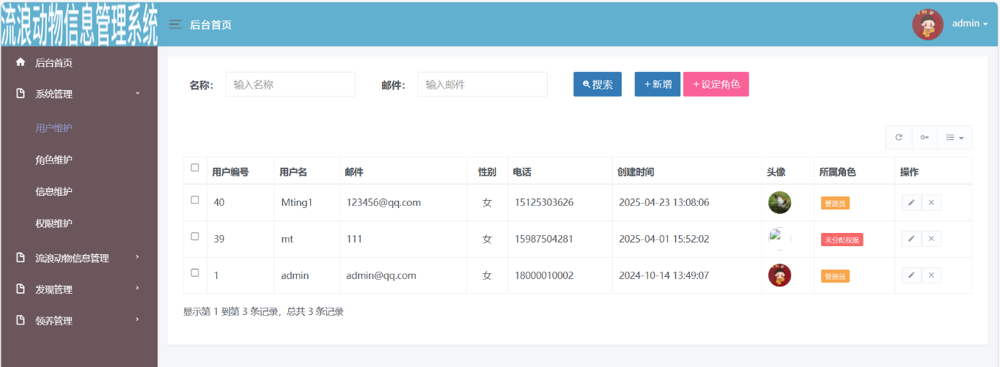 流浪动物信息管理系统
后台首页
admin
后台首页
系统管理
用户维护
角色维护
信息维护
权限维护
流浪动物信息管理
发现管理
领养管理
名称: 输入名称 邮件: 输入邮件 搜索 +新增 +设定角色
用户编号 用户名 邮件 性别 电话 创建时间 头像 所属角色 操作
40 Mting1 123456@qq.com 女 15125303626 2025-04-23 13:08:06 管理员
39 mt 111 女 15987504281 2025-04-01 15:52:02 未分配权限
1 admin admin@qq.com 女 18000010002 2024-10-14 13:49:07 管理员
显示第 1 到第 3 条记录，总共 3 条记录